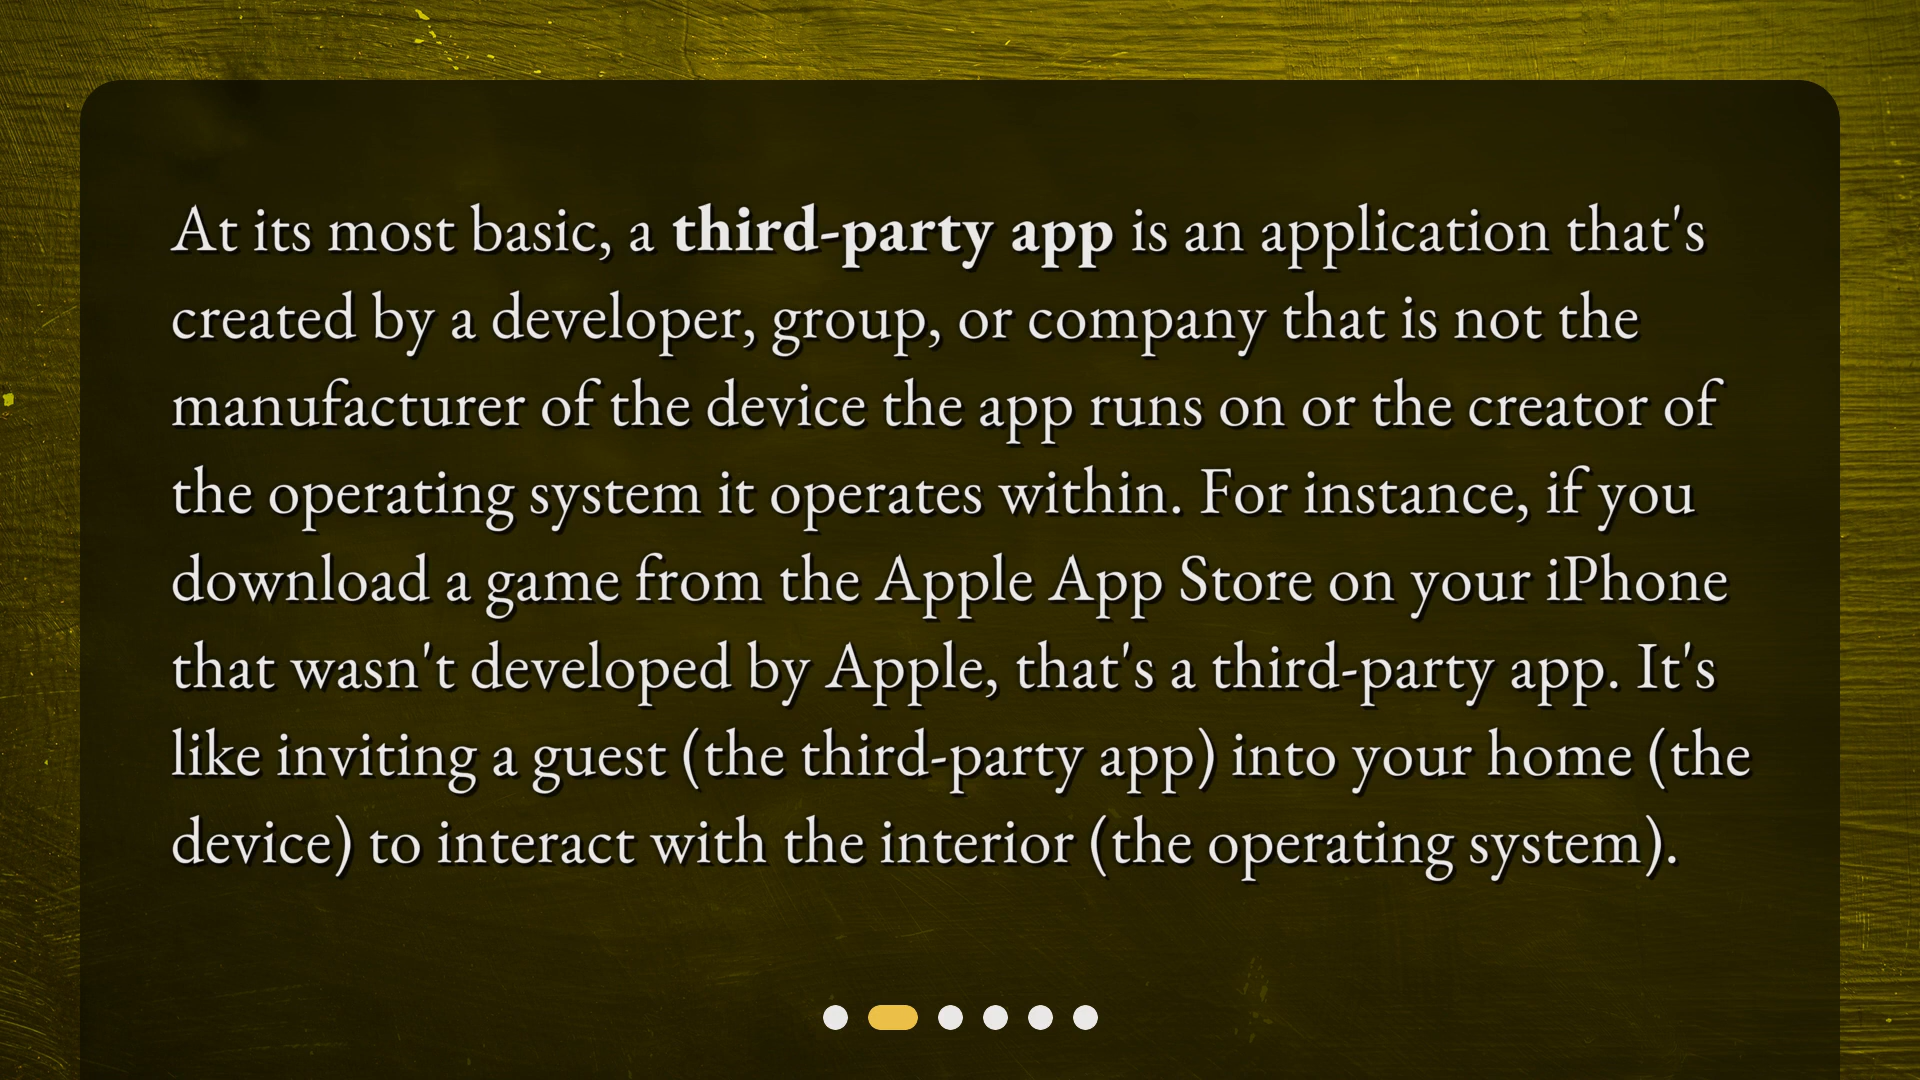 At its most basic, a third-party app is an application that's
created by a developer, group, or company that is not the
manufacturer of the device the app runs on or the creator of
the operating system it operates within. For instance, if you
download a game from the Apple App Store on your iPhone
that wasn't developed by Apple, that's a third-party app. It's
like inviting a guest (the third-party app) into your home (the
device) to interact with the interior (the operating system).